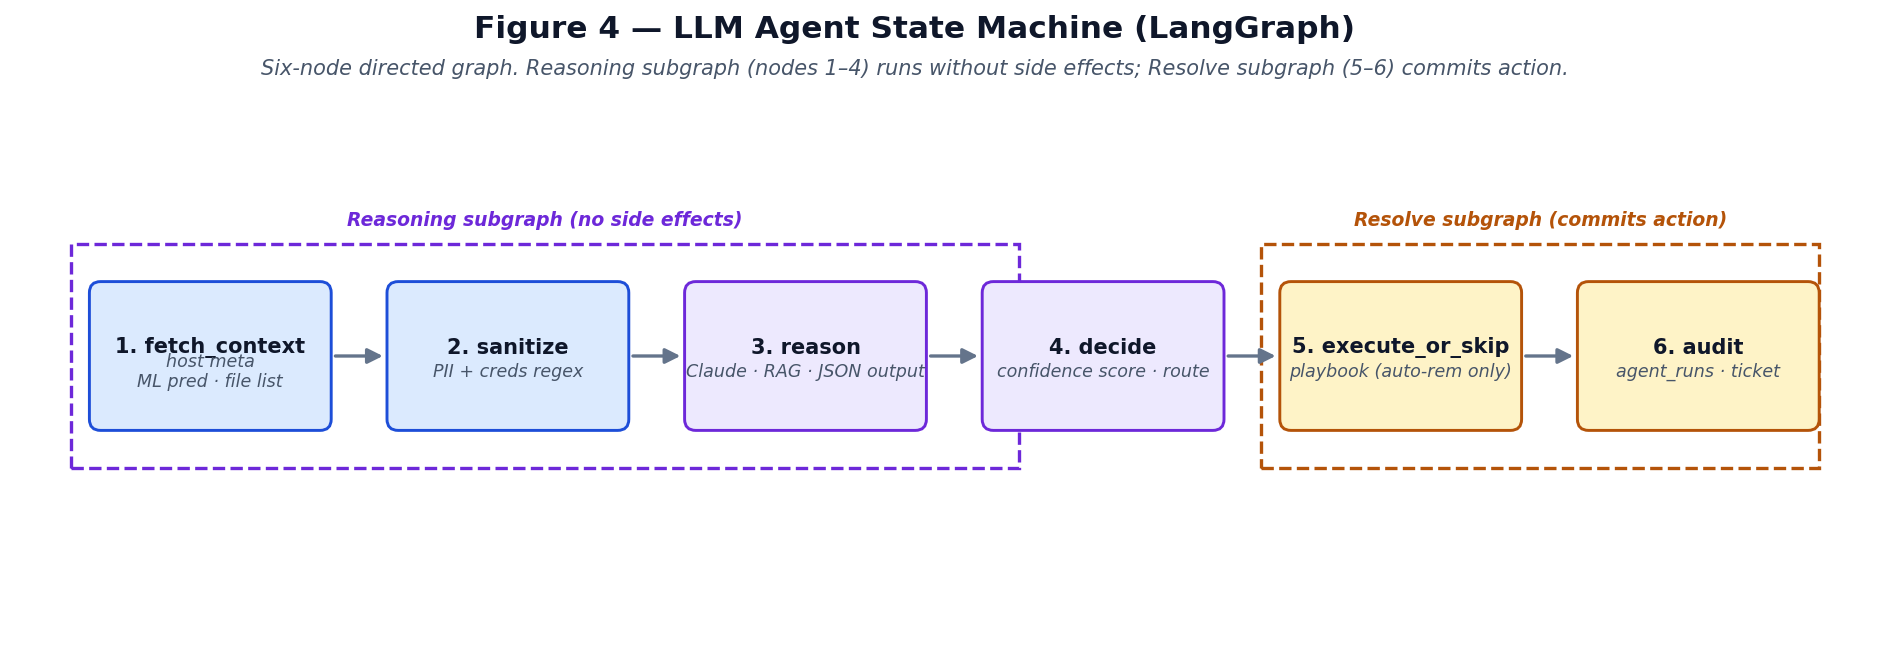 Figure 4 — LLM Agent State Machine (LangGraph)
Six-node directed graph. Reasoning subgraph (nodes 1–4) runs without side effects; Resolve subgraph (5–6) commits action.
Reasoning subgraph (no side effects)
Resolve subgraph (commits action)
1. fetch_context
host meta
ML pred · file list
2. sanitize
PII + creds regex
3. reason
Claude · RAG · JSON output
4. decide
confidence score · route
5. execute_or_skip
playbook (auto-rem only)
6. audit
agent_runs · ticket